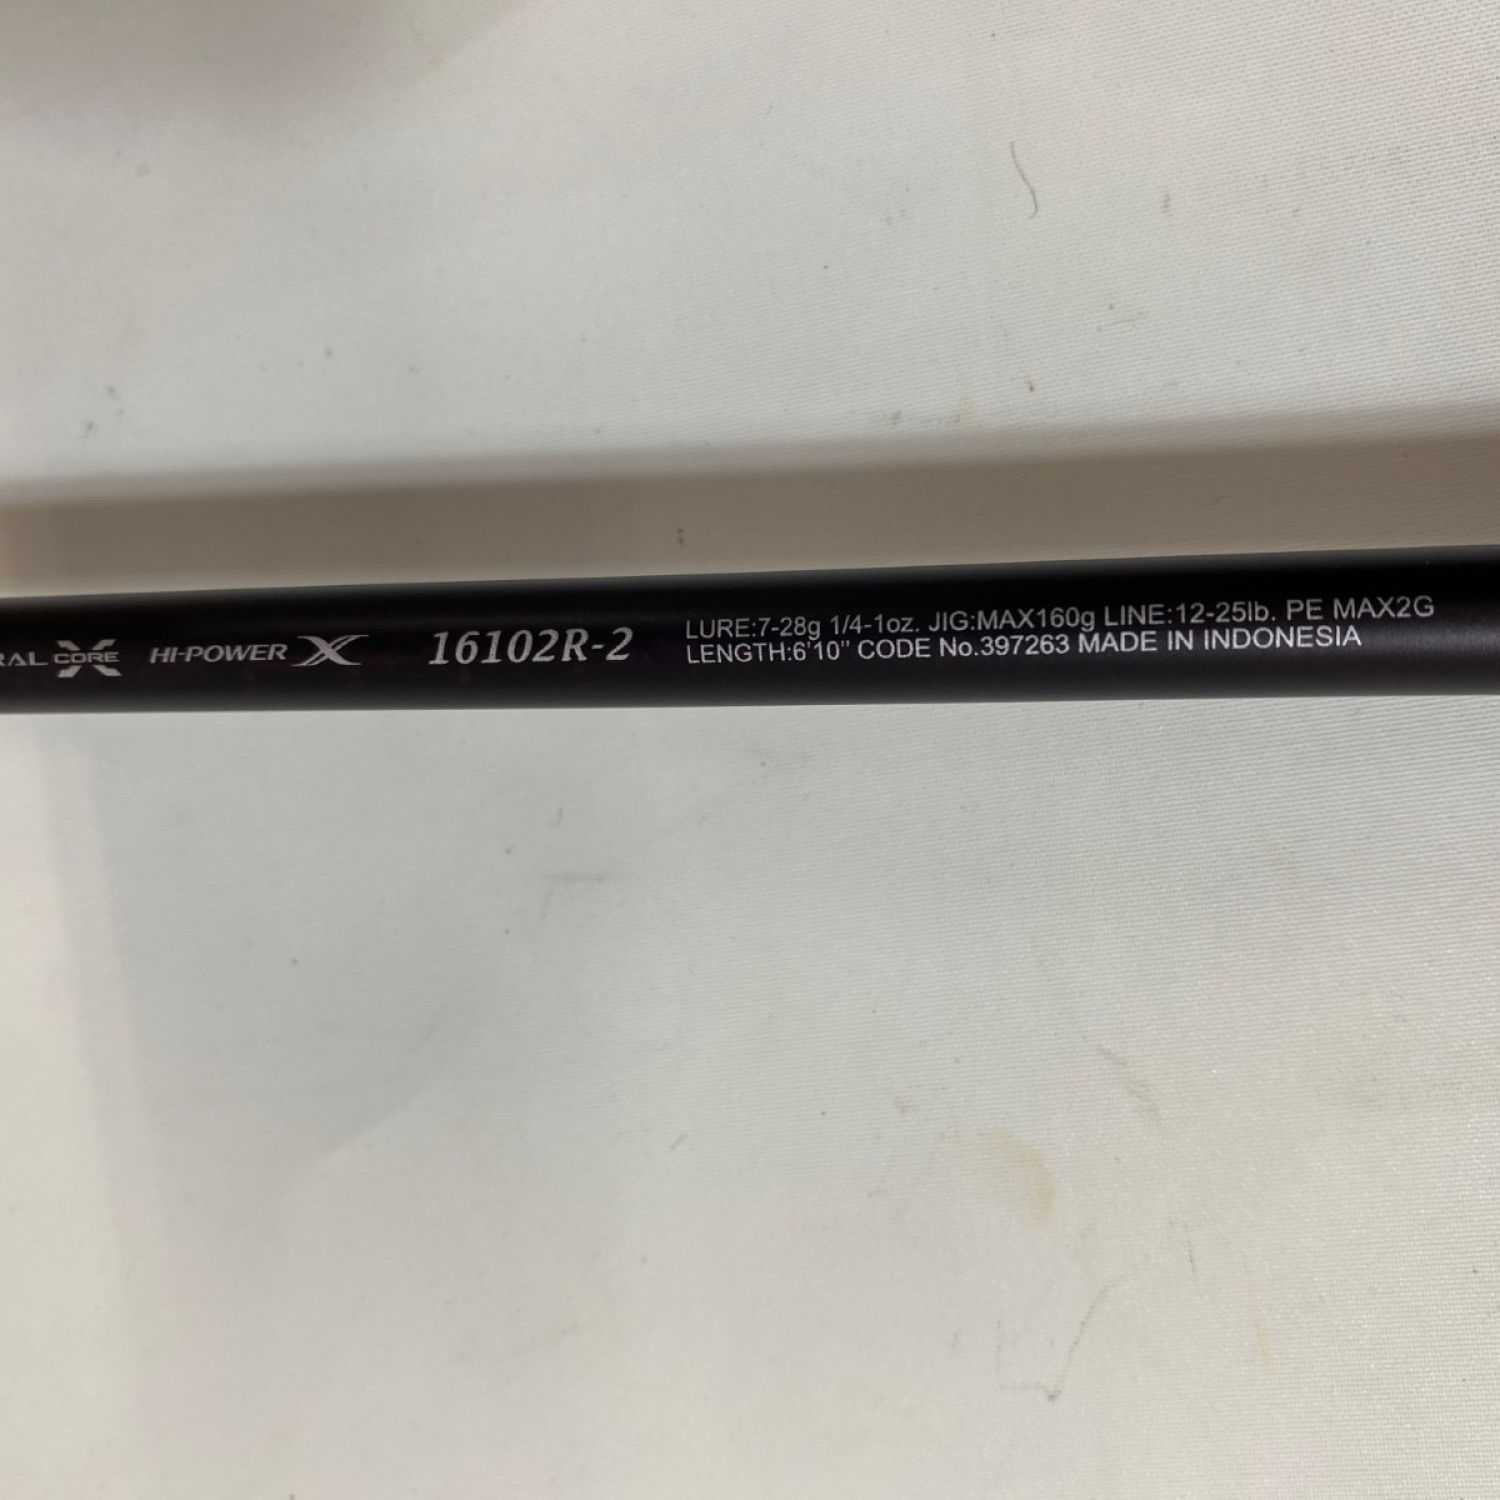 CORE HI-POWER X 16102R-2
LURE:7-28g 1/4-1oz. JIG:MAX160g LINE:12-25lb. PE MAX2G
LENGTH:6'10" CODE No.397263 MADE IN INDONESIA